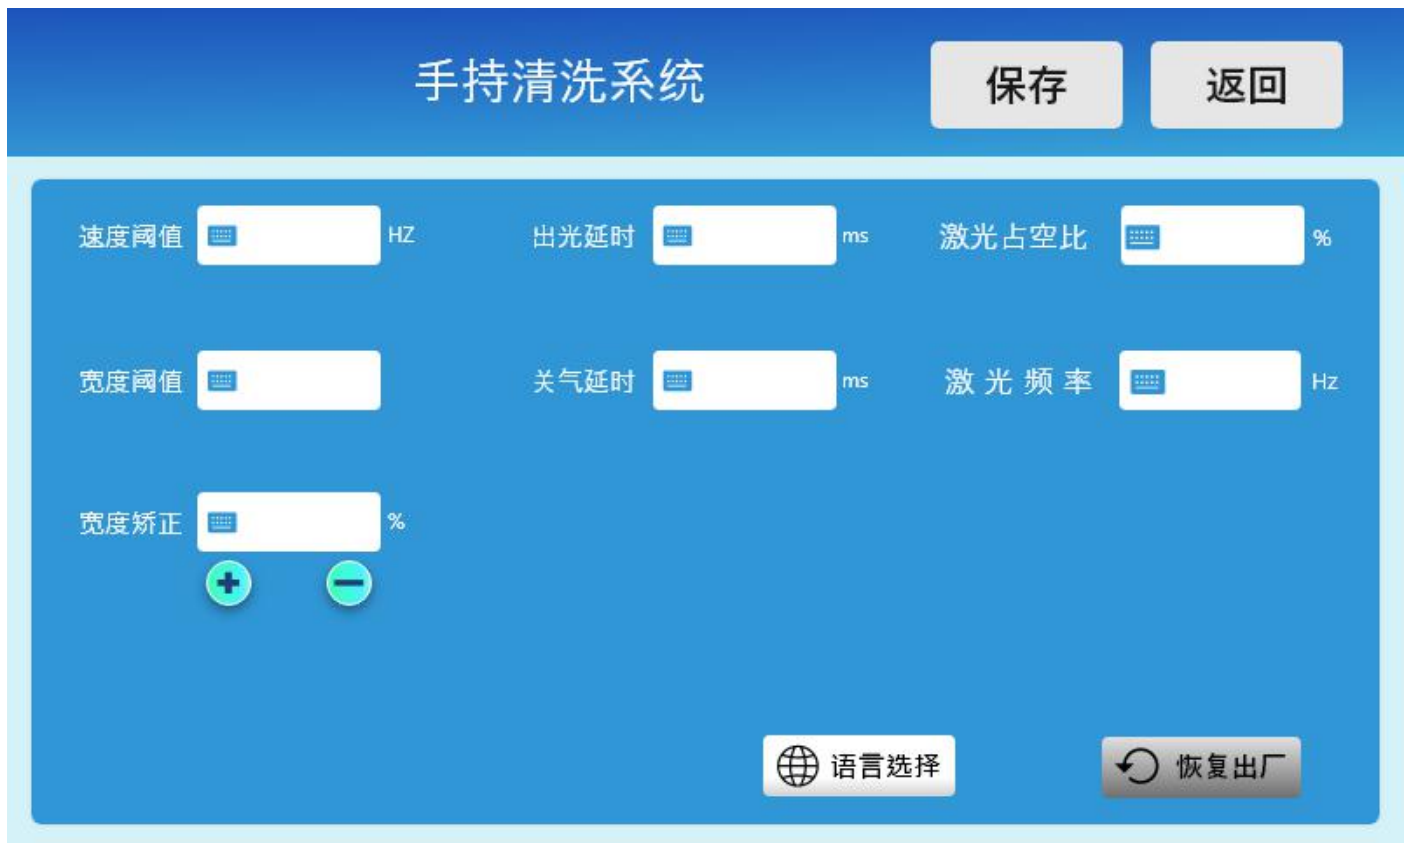 手持清洗系统
保存
返回
速度阈值 HZ
出光延时 ms
激光占空比 %
宽度阈值
关气延时 ms
激光频率 Hz
宽度矫正 %
语言选择
恢复出厂